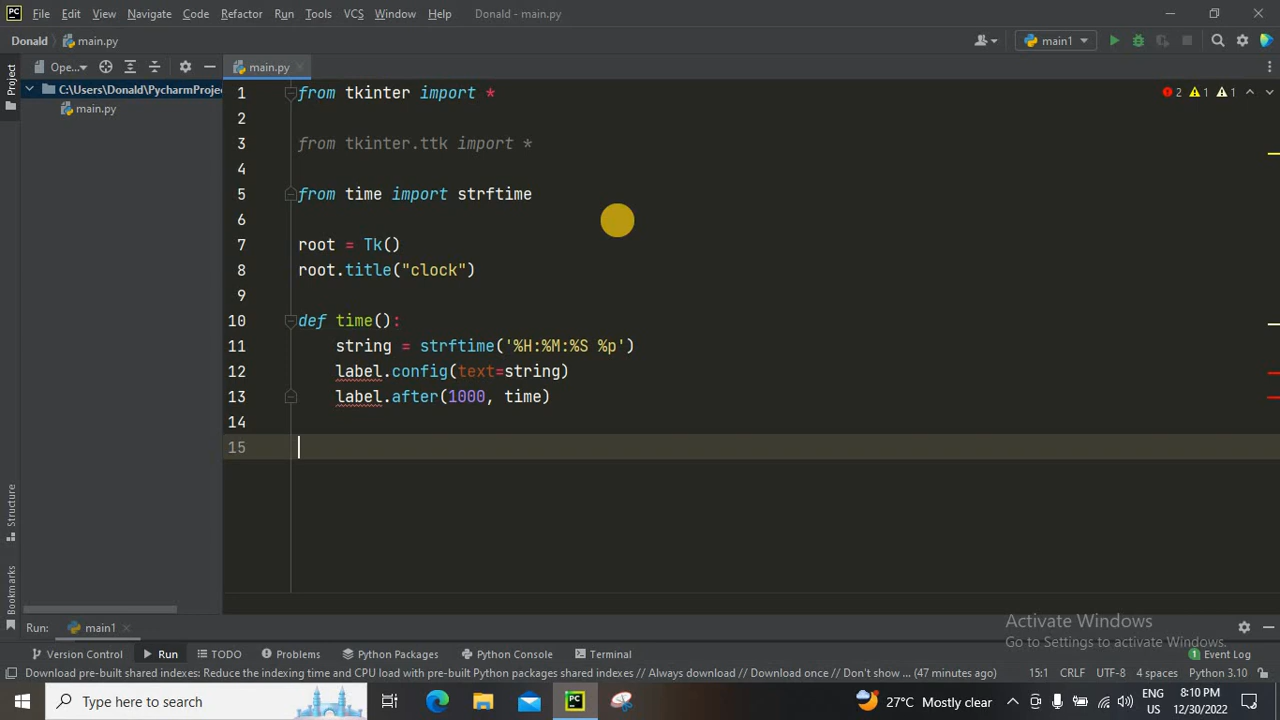 File Edit View Navigate Code Refactor Run Tools VCS Window Help Donald - main.py
Donald main.py main1
Project Ope... main.py
C:\Users\Donald\PycharmProje
main.py
1 from tkinter import * 2 1 1
2
3 from tkinter.ttk import *
4
5 from time import strftime
6
7 root = Tk()
8 root.title("clock")
9
10 def time():
11 string = strftime('%H:%M:%S %p')
12 label.config(text=string)
13 label.after(1000, time)
14
15
Structure
Bookmarks
Run: main1
Activate Windows
Go to Settings to activate Windows.
Version Control Run TODO Problems Python Packages Python Console Terminal 1 Event Log
Download pre-built shared indexes: Reduce the indexing time and CPU load with pre-built Python packages shared indexes // Always download // Download once // Don't show ... (47 minutes ago) 15:1 CRLF UTF-8 4 spaces Python 3.10
Type here to search 27°C Mostly clear ENG US 8:10 PM 12/30/2022